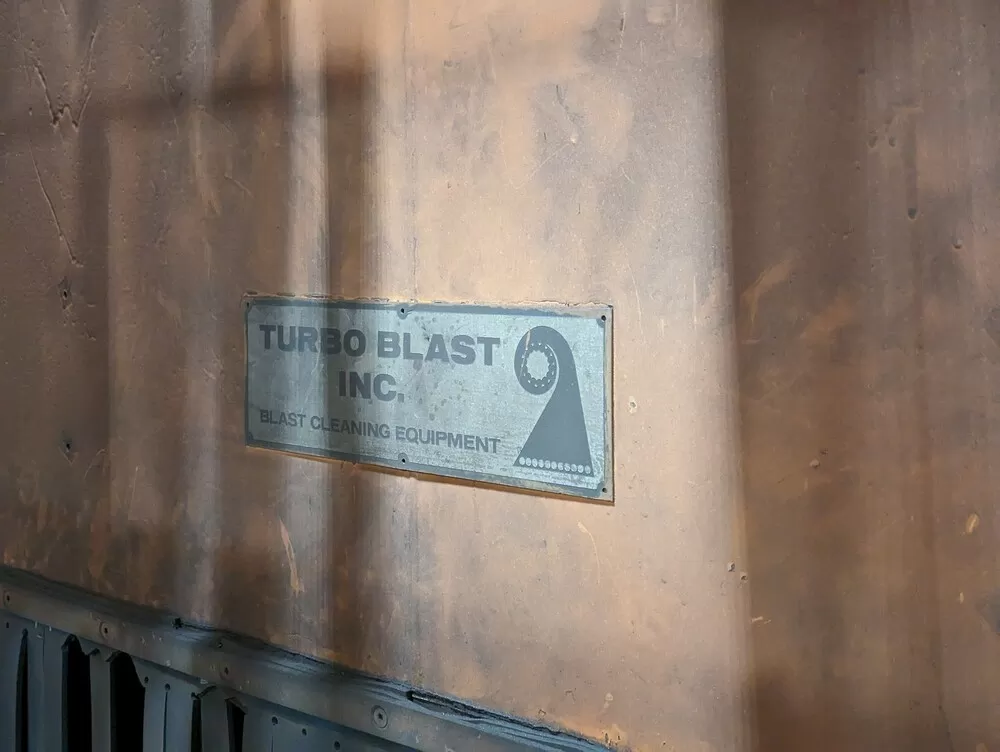 TURBO BLAST
INC.
BLAST CLEANING EQUIPMENT